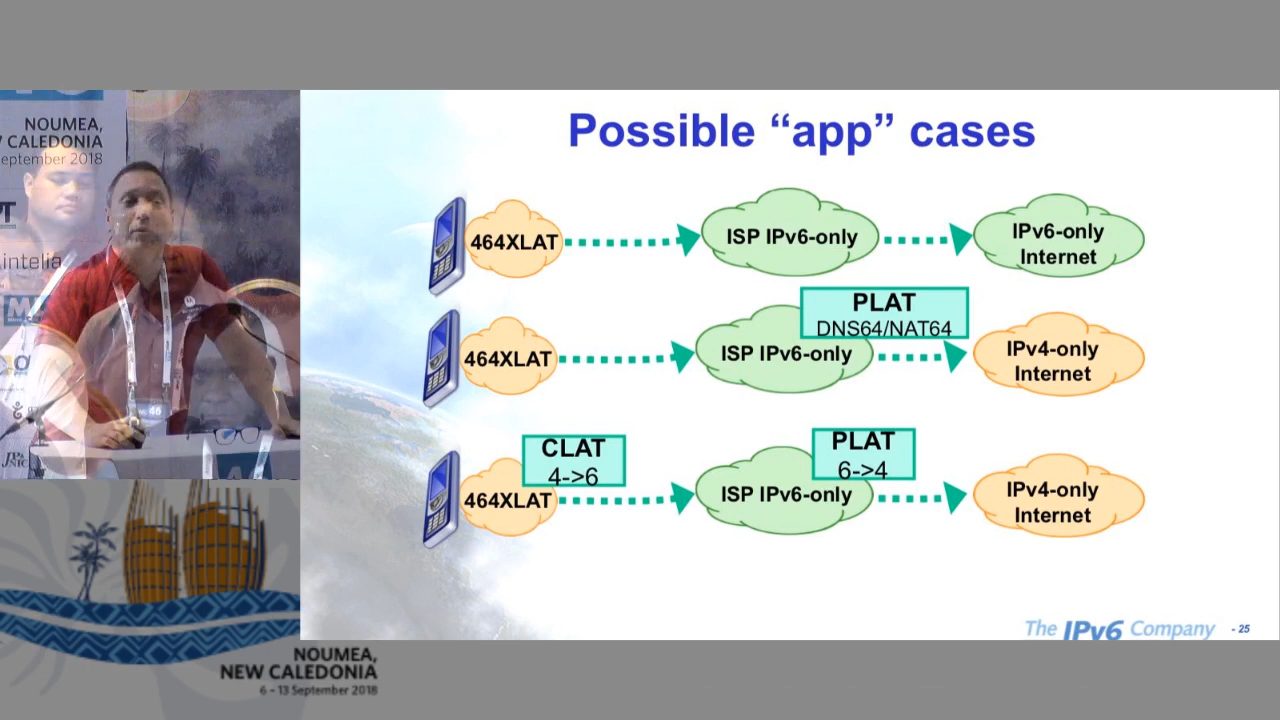 NOUMEA,
CALEDONIA
September 2018
intelia
46
Possible “app” cases
464XLAT
ISP IPv6-only
IPv6-only
Internet
PLAT
DNS64/NAT64
464XLAT
ISP IPv6-only
IPv4-only
Internet
CLAT
4->6
PLAT
6->4
464XLAT
ISP IPv6-only
IPv4-only
Internet
The IPv6 Company
- 25
NOUMEA,
NEW CALEDONIA
6 – 13 September 2018